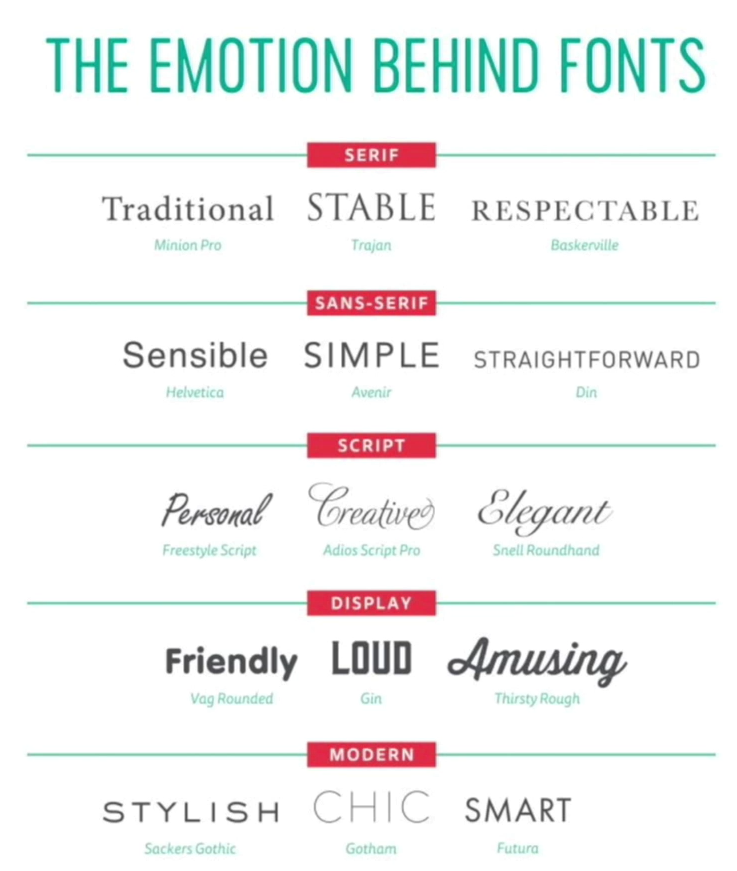 THE EMOTION BEHIND FONTS
SERIF
Traditional STABLE RESPECTABLE
Minion Pro Trajan Baskerville
SANS-SERIF
Sensible SIMPLE STRAIGHTFORWARD
Helvetica Avenir Din
SCRIPT
Personal Creative Elegant
Freestyle Script Adios Script Pro Snell Roundhand
DISPLAY
Friendly LOUD Amusing
Vag Rounded Gin Thirsty Rough
MODERN
STYLISH CHIC SMART
Sackers Gothic Gotham Futura